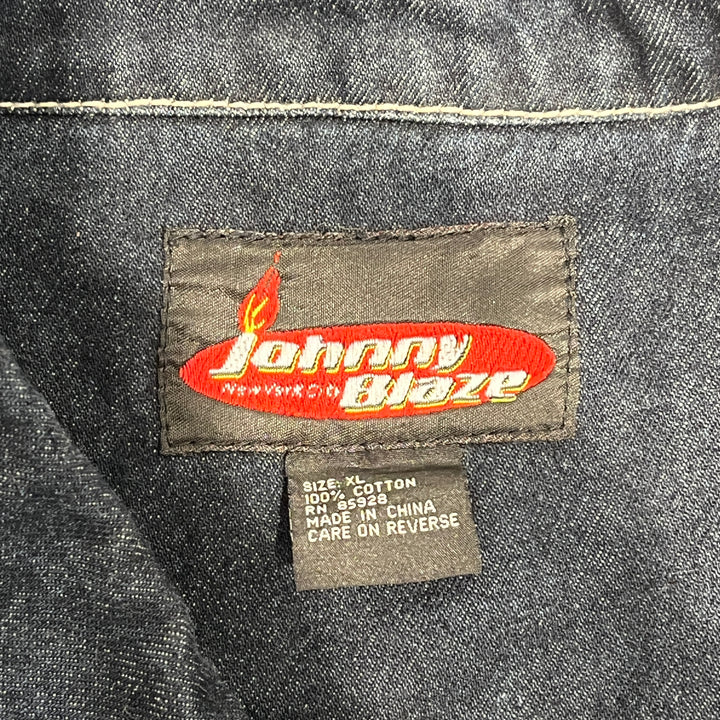 Johnny
New York City
Blaze
SIZE: XL
100% COTTON
RN 85928
MADE IN CHINA
CARE ON REVERSE